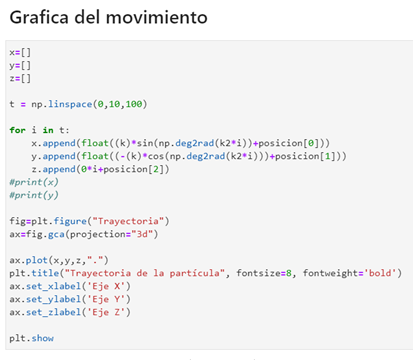 Grafica del movimiento
x=[]
y=[]
z=[]
t = np.linspace(0,10,100)
for i in t:
    x.append(float((k)*sin(np.deg2rad(k2*i))+posicion[0]))
    y.append(float((-(k)*cos(np.deg2rad(k2*i)))+posicion[1]))
    z.append(0*i+posicion[2])
#print(x)
#print(y)
fig=plt.figure("Trayectoria")
ax=fig.gca(projection="3d")
ax.plot(x,y,z,".")
plt.title("Trayectoria de la partícula", fontsize=8, fontweight='bold')
ax.set_xlabel('Eje X')
ax.set_ylabel('Eje Y')
ax.set_zlabel('Eje Z')
plt.show